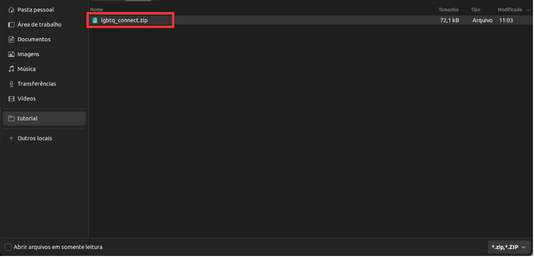 Pasta pessoal
Área de trabalho
Documentos
Imagens
Música
Transferências
Vídeos
tutorial
Outros locais
Nome Tamanho Tipo Modificado
lgbtq_connect.zip 72,1 kB Arquivo 11:03
Abrir arquivos em somente leitura *.zip,*.ZIP